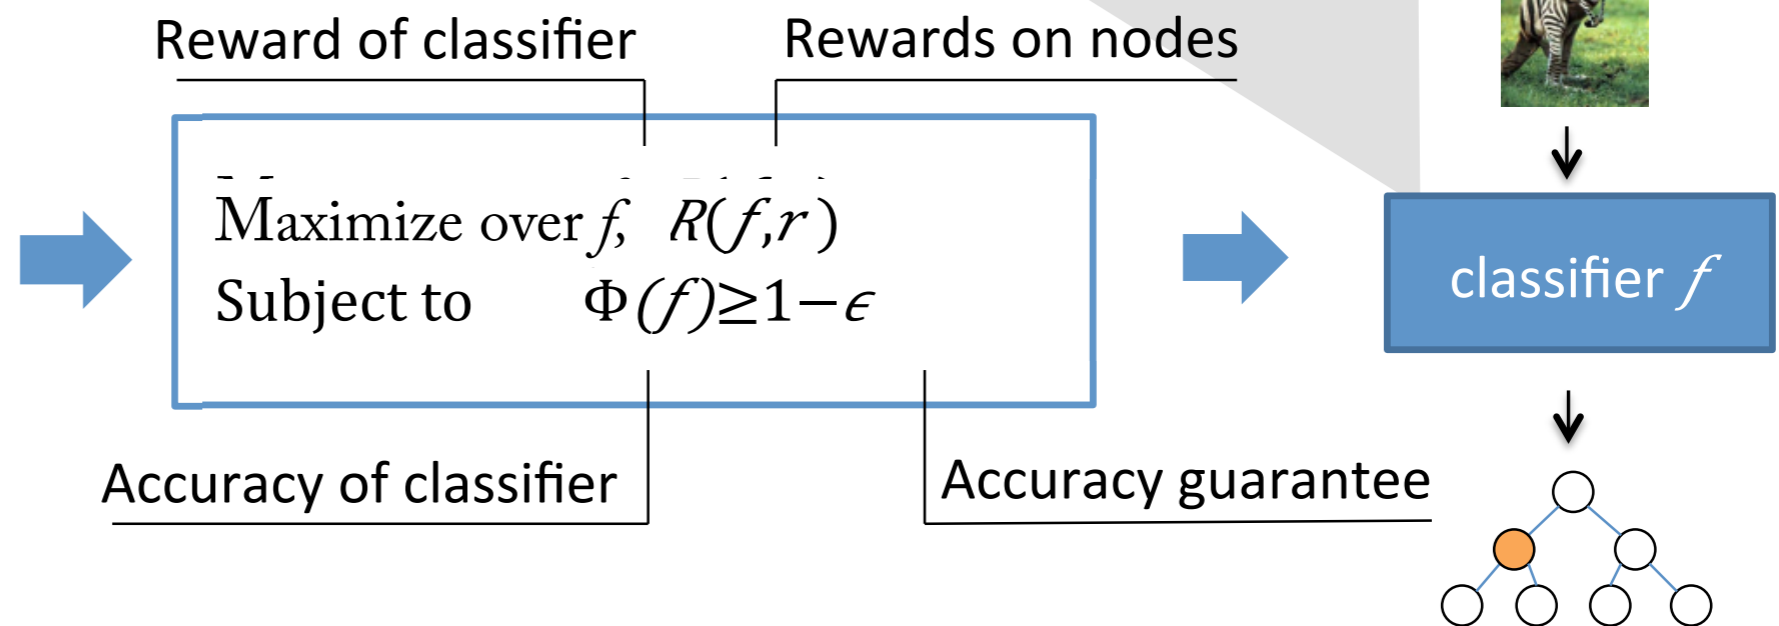 Reward of classifier
Rewards on nodes
Maximize over f, R(f,r)
Subject to Φ(f)≥1−ϵ
classifier f
Accuracy of classifier
Accuracy guarantee